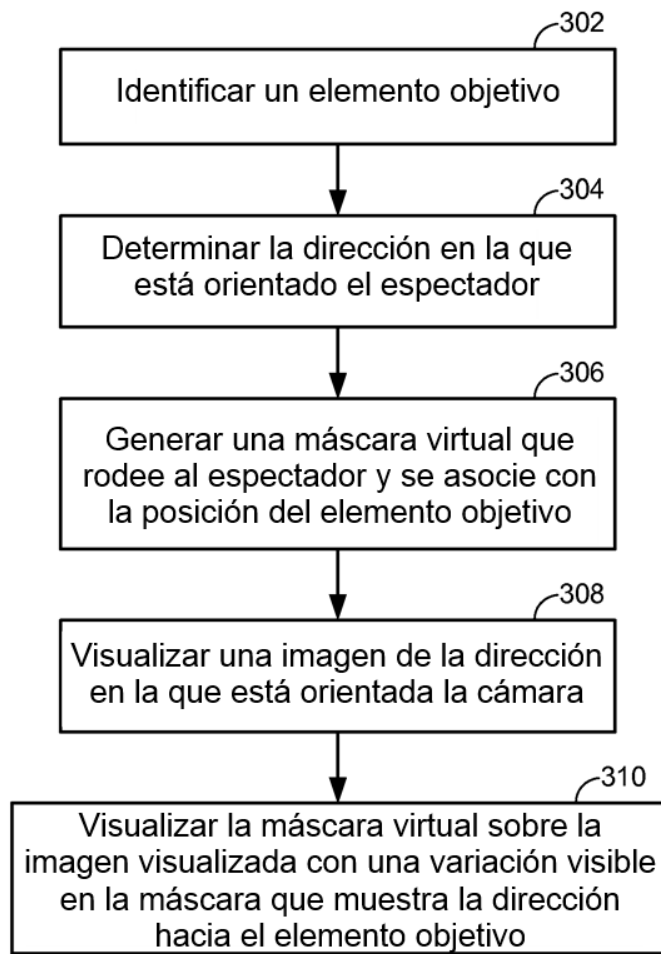 302
Identificar un elemento objetivo
304
Determinar la dirección en la que
está orientado el espectador
306
Generar una máscara virtual que
rodee al espectador y se asocie con
la posición del elemento objetivo
308
Visualizar una imagen de la dirección
en la que está orientada la cámara
310
Visualizar la máscara virtual sobre la
imagen visualizada con una variación visible
en la máscara que muestra la dirección
hacia el elemento objetivo